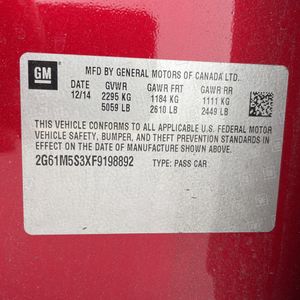 GM
MFD BY GENERAL MOTORS OF CANADA LTD.
DATE GVWR GAWR FRT GAWR RR
12/14 2295 KG 1184 KG 1111 KG
5059 LB 2610 LB 2449 LB
THIS VEHICLE CONFORMS TO ALL APPLICABLE U.S. FEDERAL MOTOR
VEHICLE SAFETY, BUMPER, AND THEFT PREVENTION STANDARDS IN
EFFECT ON THE DATE OF MANUFACTURE SHOWN ABOVE.
2G61M5S3XF9198892 TYPE: PASS CAR